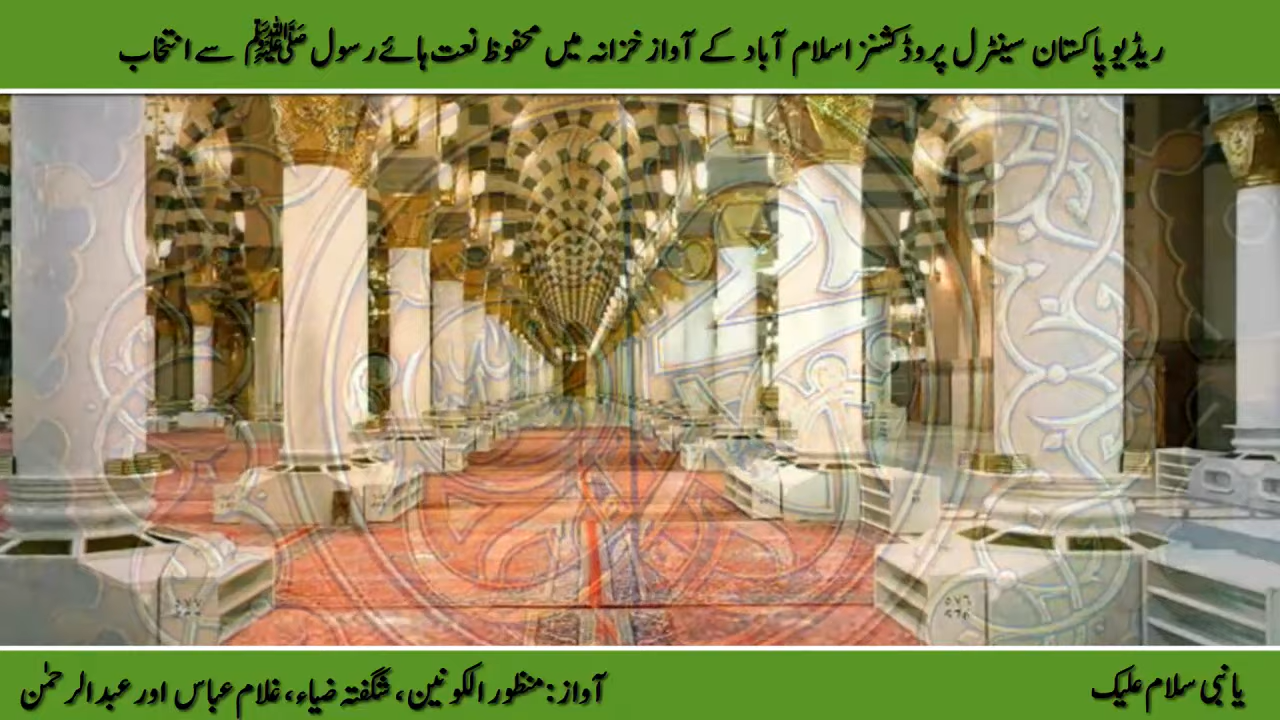 ریڈیو پاکستان سینٹرل پروڈکشنز اسلام آباد کے آواز خزانہ میں محفوظ نعت ہائے رسول ﷺ سے انتخاب
یا نبی سلام علیک
آواز: منظور الکونین، شگفتہ ضیاء، غلام عباس اور عبدالرحمٰن